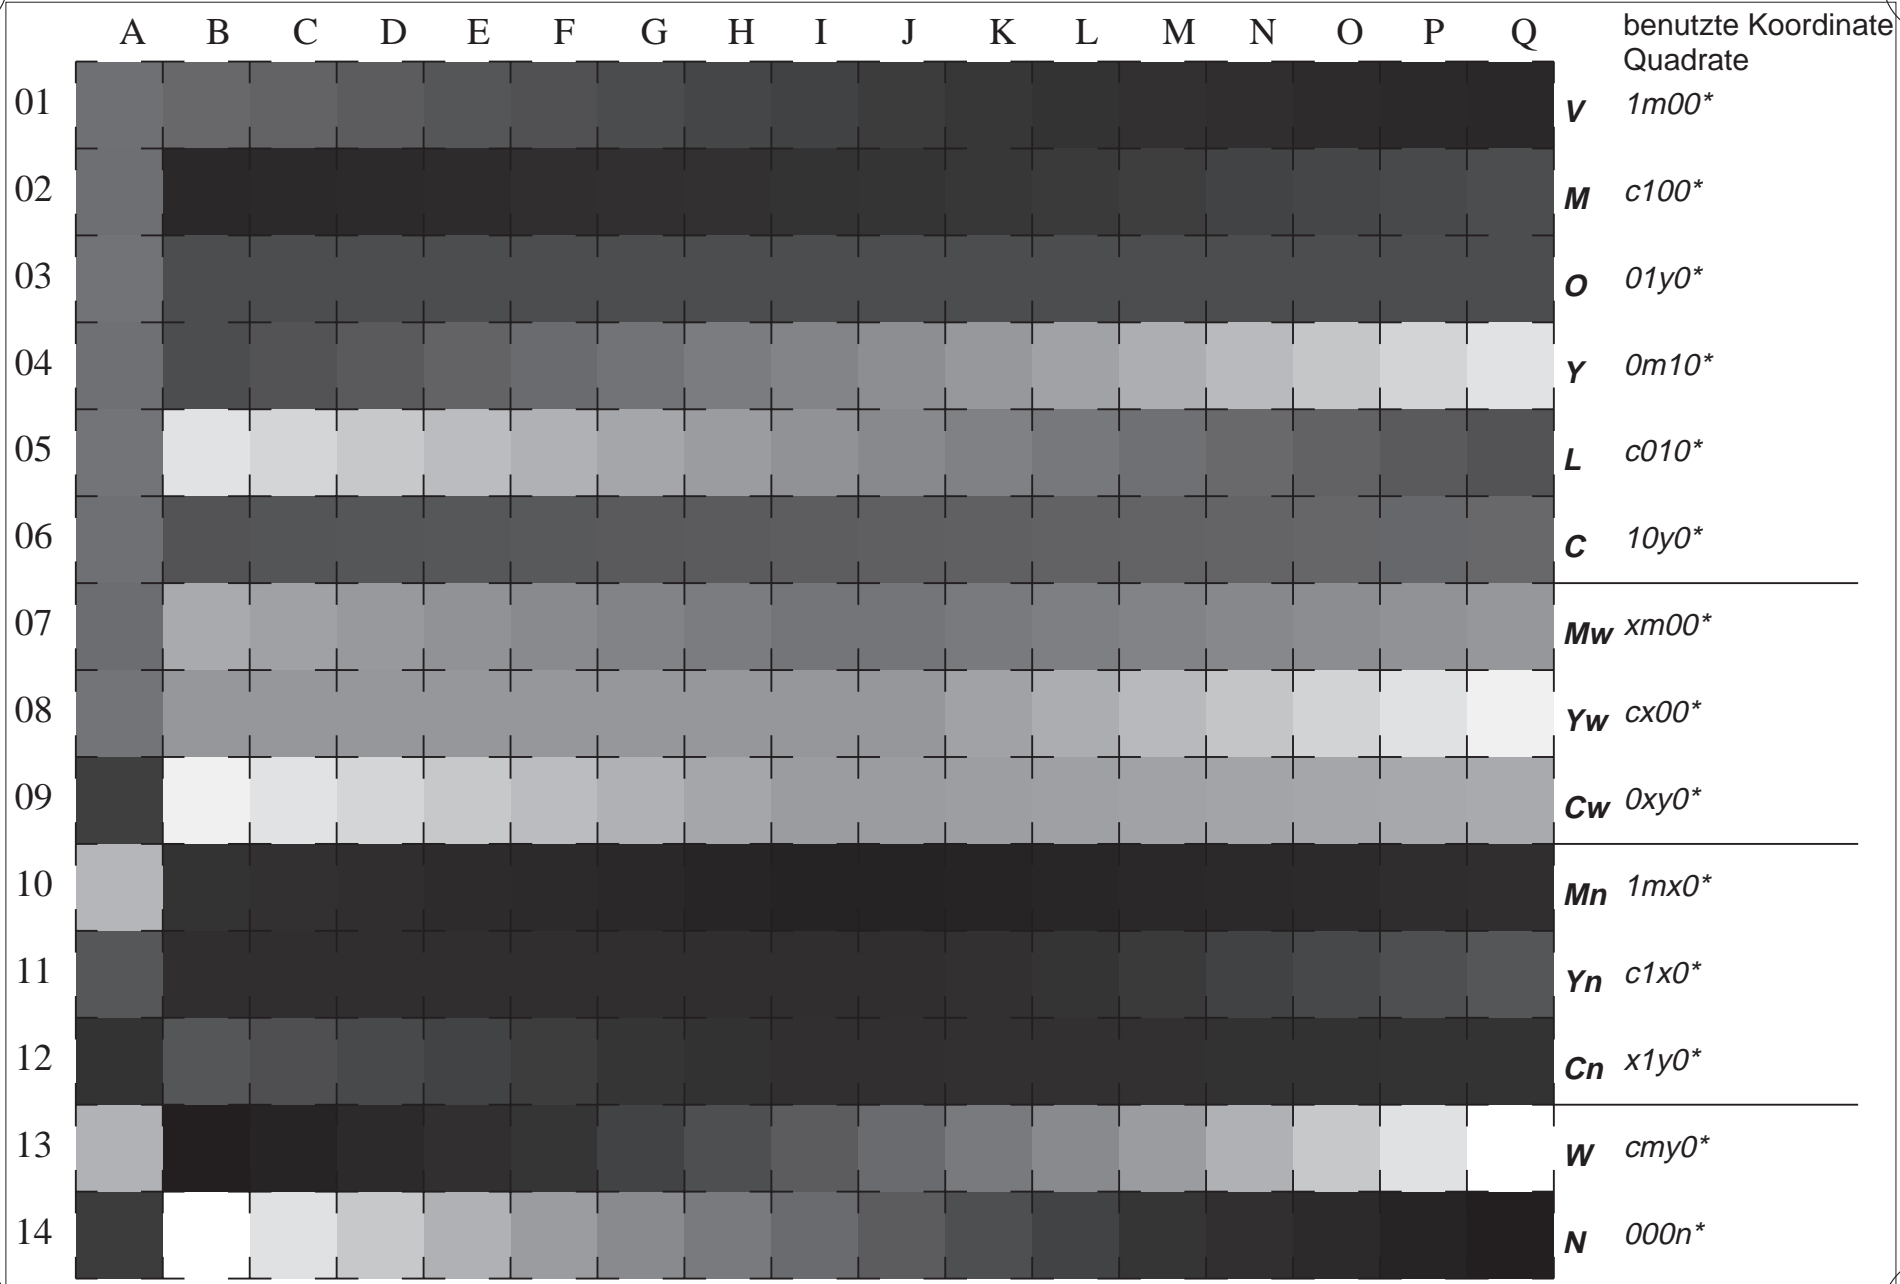 A B C D E F G H I J K L M N O P Q benutzte Koordinate
Quadrate
01 V 1m00*
02 M c100*
03 O 01y0*
04 Y 0m10*
05 L c010*
06 C 10y0*
07 Mw xm00*
08 Yw cx00*
09 Cw 0xy0*
10 Mn 1mx0*
11 Yn c1x0*
12 Cn x1y0*
13 W cmy0*
14 N 000n*